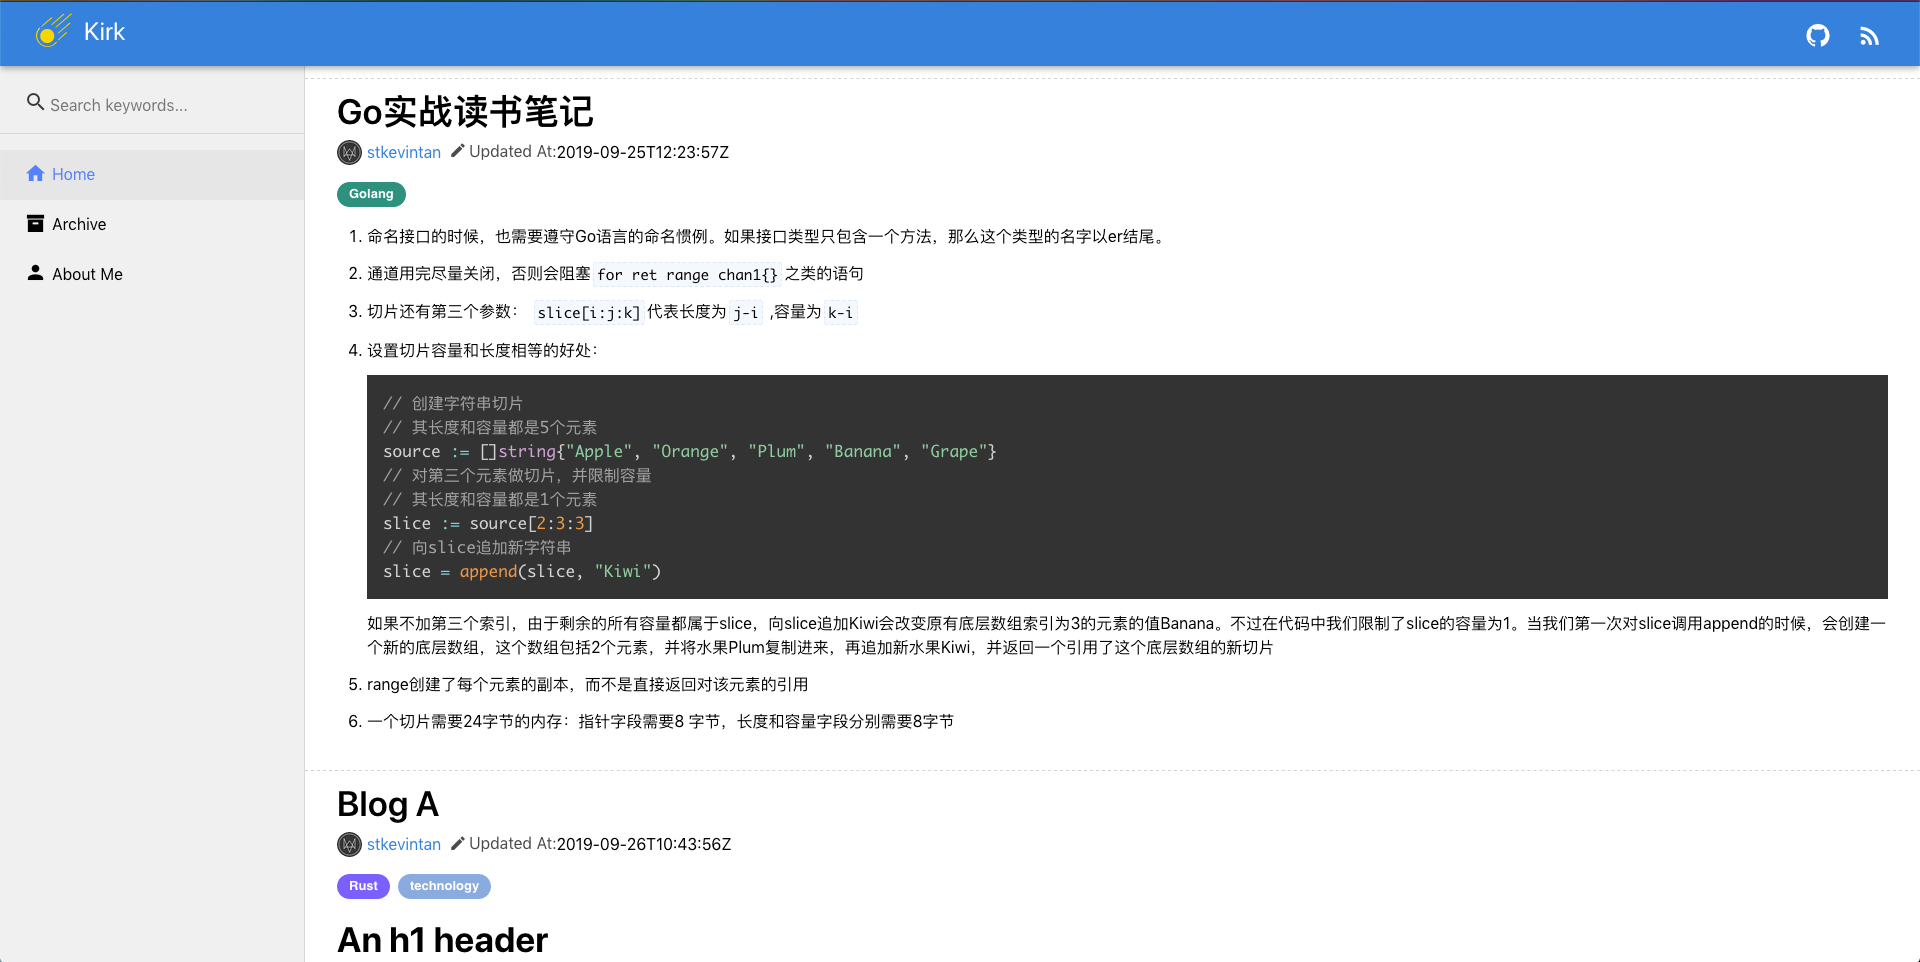 Kirk
Search keywords...
Home
Archive
About Me
Go实战读书笔记
stkevintan Updated At:2019-09-25T12:23:57Z
Golang
1. 命名接口的时候，也需要遵守Go语言的命名惯例。如果接口类型只包含一个方法，那么这个类型的名字以er结尾。
2. 通道用完尽量关闭，否则会阻塞 for ret range chan1{} 之类的语句
3. 切片还有第三个参数： slice[i:j:k] 代表长度为 j-i ,容量为 k-i
4. 设置切片容量和长度相等的好处：
// 创建字符串切片
// 其长度和容量都是5个元素
source := []string{"Apple", "Orange", "Plum", "Banana", "Grape"}
// 对第三个元素做切片，并限制容量
// 其长度和容量都是1个元素
slice := source[2:3:3]
// 向slice追加新字符串
slice = append(slice, "Kiwi")
如果不加第三个索引，由于剩余的所有容量都属于slice，向slice追加Kiwi会改变原有底层数组索引为3的元素的值Banana。不过在代码中我们限制了slice的容量为1。当我们第一次对slice调用append的时候，会创建一
个新的底层数组，这个数组包括2个元素，并将水果Plum复制进来，再追加新水果Kiwi，并返回一个引用了这个底层数组的新切片
5. range创建了每个元素的副本，而不是直接返回对该元素的引用
6. 一个切片需要24字节的内存：指针字段需要8 字节，长度和容量字段分别需要8字节
Blog A
stkevintan Updated At:2019-09-26T10:43:56Z
Rust technology
An h1 header